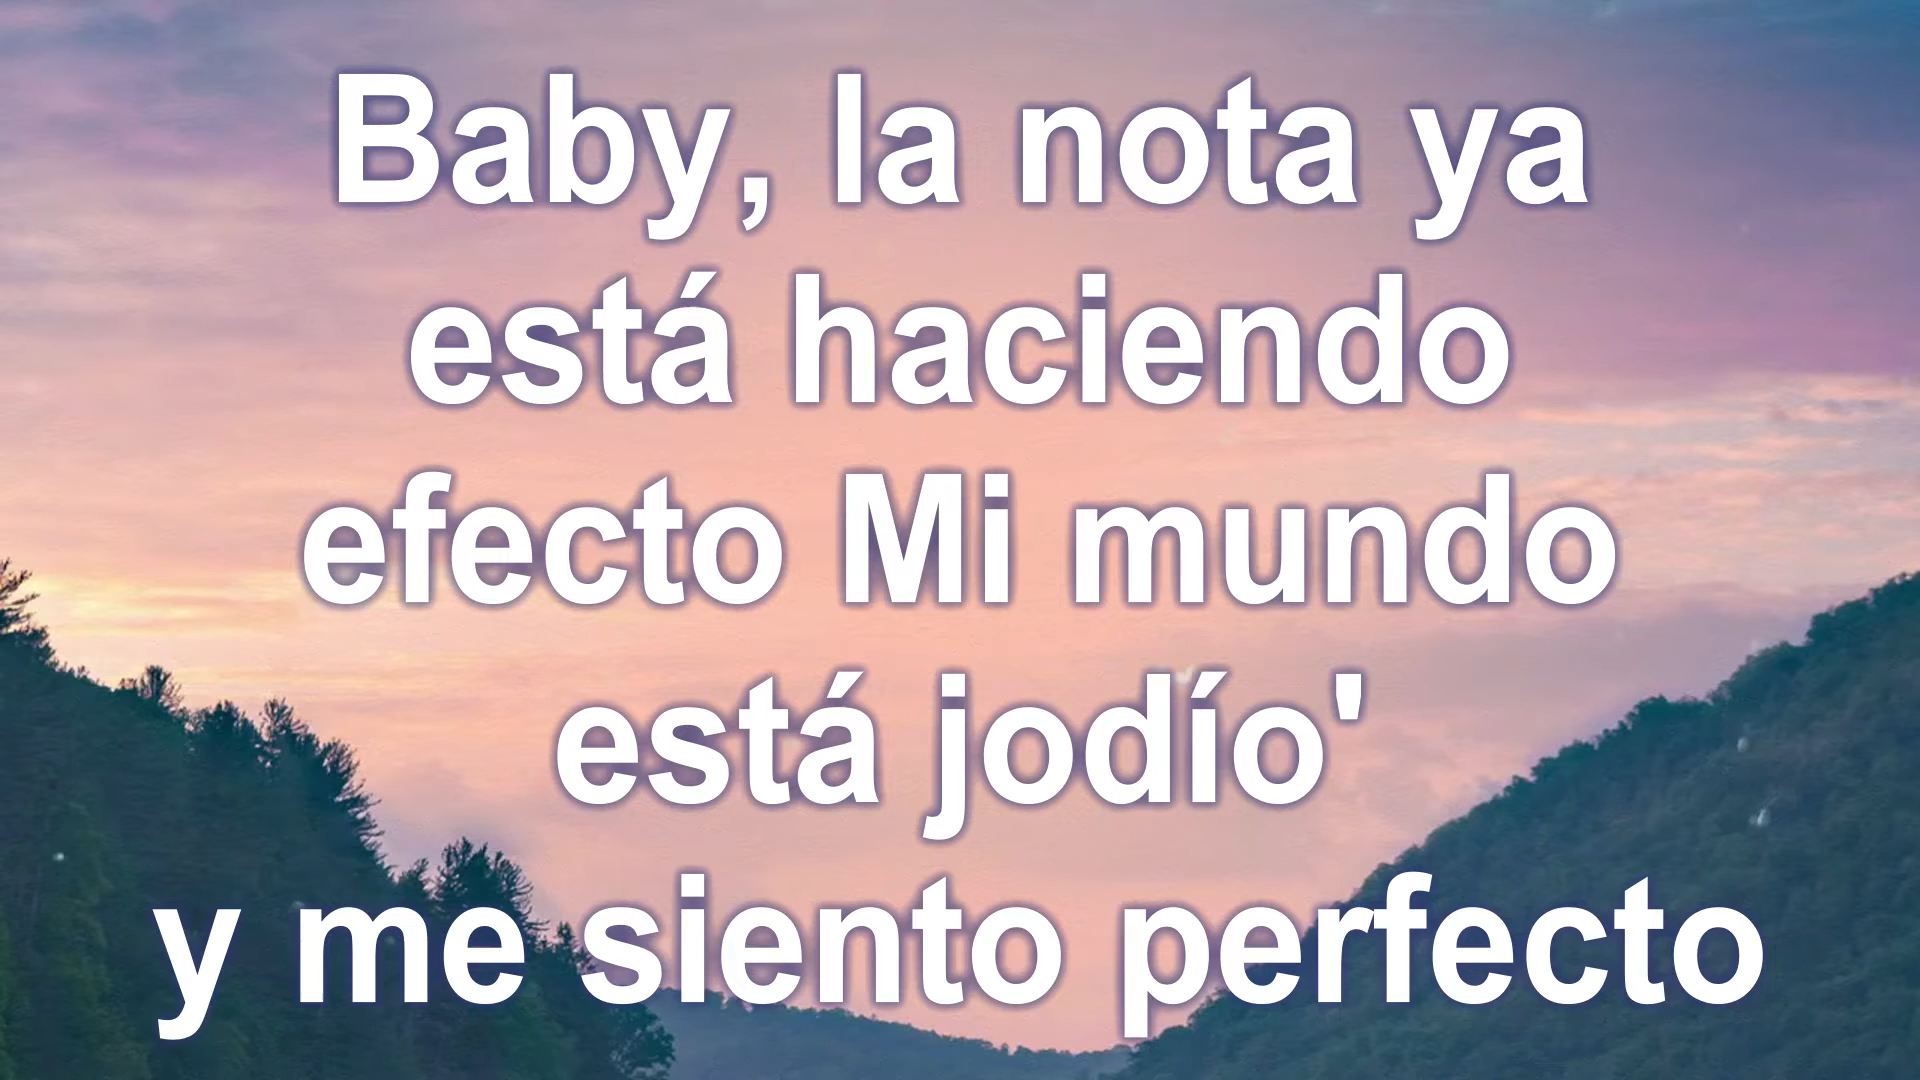 Baby, la nota ya
está haciendo
efecto Mi mundo
está jodío'
y me siento perfecto